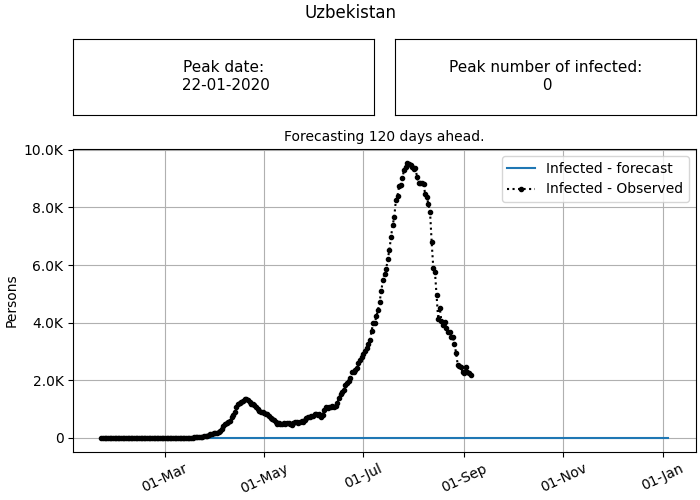 Uzbekistan
Peak date:
22-01-2020
Peak number of infected:
0
Forecasting 120 days ahead.
10.0K
8.0K
6.0K
4.0K
2.0K
0
Persons
Infected - forecast
Infected - Observed
01-Mar
01-May
01-Jul
01-Sep
01-Nov
01-Jan